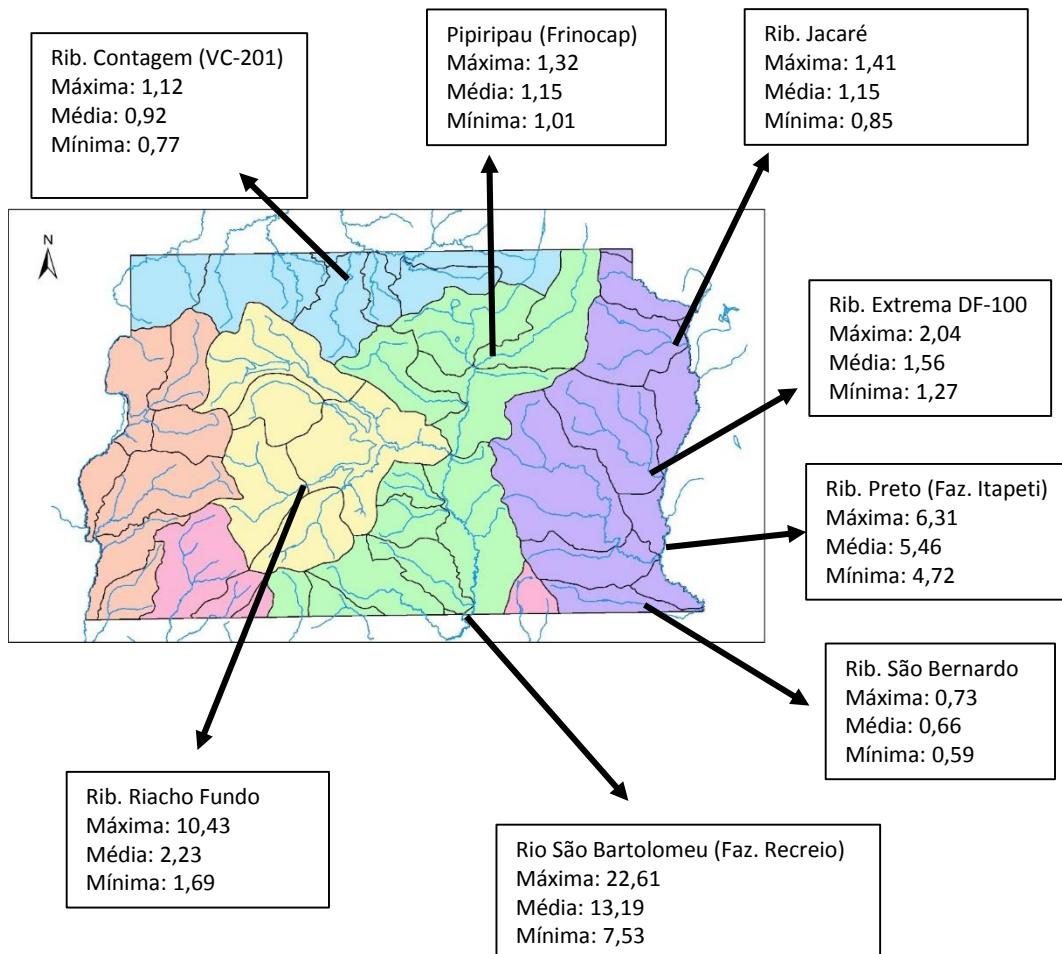 Rib. Contagem (VC-201)
Máxima: 1,12
Média: 0,92
Mínima: 0,77
Pipiripau (Frinocap)
Máxima: 1,32
Média: 1,15
Mínima: 1,01
Rib. Jacaré
Máxima: 1,41
Média: 1,15
Mínima: 0,85
N
Rib. Extrema DF-100
Máxima: 2,04
Média: 1,56
Mínima: 1,27
Rib. Preto (Faz. Itapeti)
Máxima: 6,31
Média: 5,46
Mínima: 4,72
Rib. São Bernardo
Máxima: 0,73
Média: 0,66
Mínima: 0,59
Rib. Riacho Fundo
Máxima: 10,43
Média: 2,23
Mínima: 1,69
Rio São Bartolomeu (Faz. Recreio)
Máxima: 22,61
Média: 13,19
Mínima: 7,53